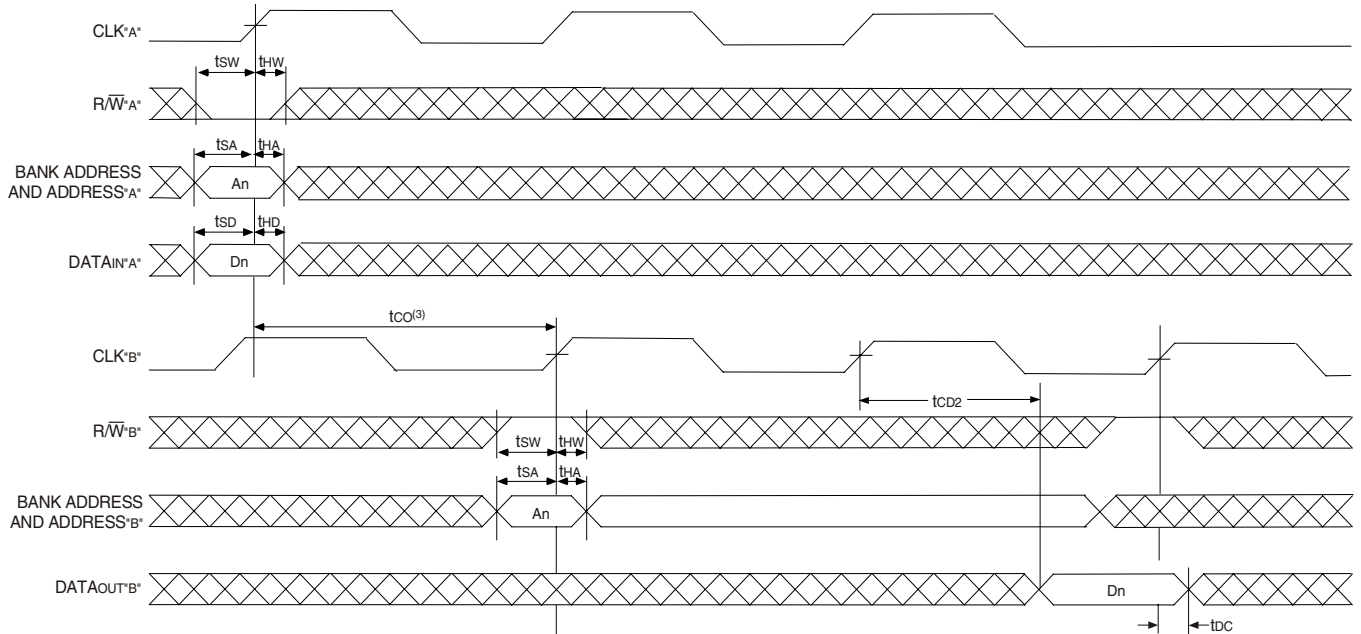 CLK"A"
tSW tHW
R/W̅"A"
tSA tHA
BANK ADDRESS
AND ADDRESS"A"
An
tSD tHD
DATAIN"A"
Dn
tCO(3)
CLK"B"
tCD2
R/W̅"B"
tSW tHW
tSA tHA
BANK ADDRESS
AND ADDRESS"B"
An
DATAOUT"B"
Dn
tDC